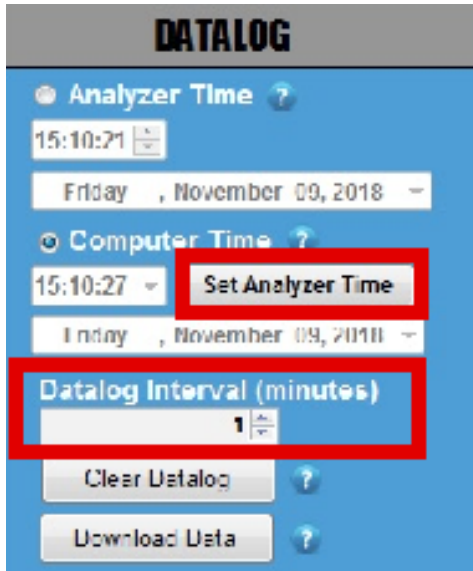 DATALOG
Analyzer Time ?
15:10:21
Friday , November 09, 2018
Computer Time ?
15:10:27 Set Analyzer Time
Friday , November 09, 2018
Datalog Interval (minutes)
1
Clear Datalog ?
Download Data ?